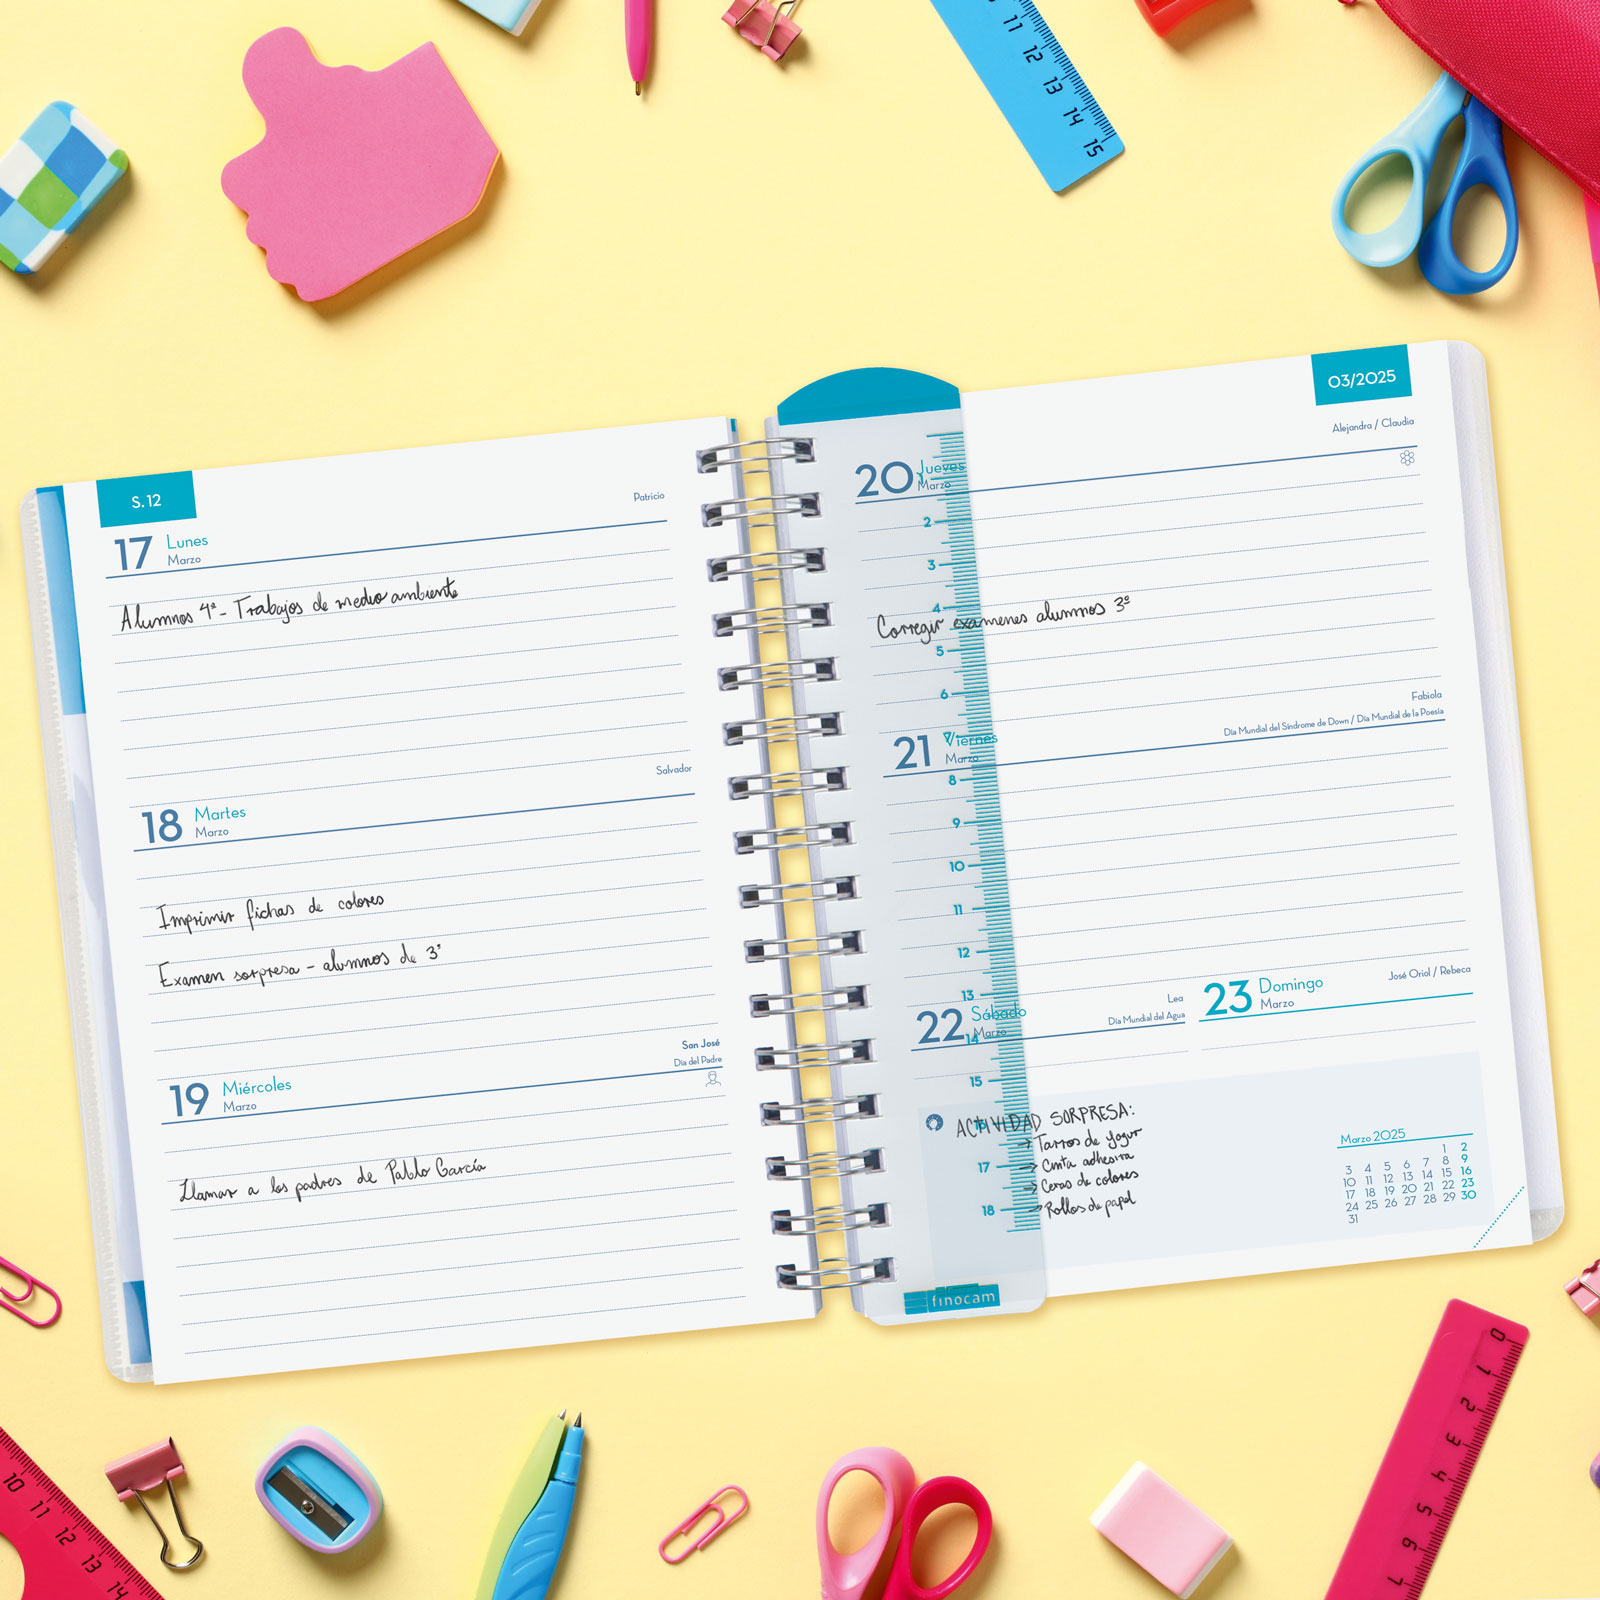 11
12
13
14
15
S. 12
Patricio
17 Lunes
Marzo
Alumnos 4ª - Trabajos de medio ambiente
Salvador
18 Martes
Marzo
Imprimir fichas de colores
Examen sorpresa - alumnos de 3º
San José
Día del Padre
19 Miércoles
Marzo
Llamar a los padres de Pablo García
03/2025
Alejandra / Claudia
20 Jueves
Marzo
Corregir exámenes alumnos 3º
Fabiola
Día Mundial del Síndrome de Down / Día Mundial de la Poesía
21 Viernes
Marzo
Lea
Día Mundial del Agua
22 Sábado
Marzo
José Oriol / Rebeca
23 Domingo
Marzo
ACTIVIDAD SORPRESA:
→ Tarros de yogur
→ Cinta adhesiva
→ Ceras de colores
→ Rollos de papel
Marzo 2025
1 2
3 4 5 6 7 8 9
10 11 12 13 14 15 16
17 18 19 20 21 22 23
24 25 26 27 28 29 30
31
2
3
4
5
6
7
8
9
10
11
12
13
14
15
16
17
18
finocam
10
11
12
13
14
0
1
2
3
4
5
6
7